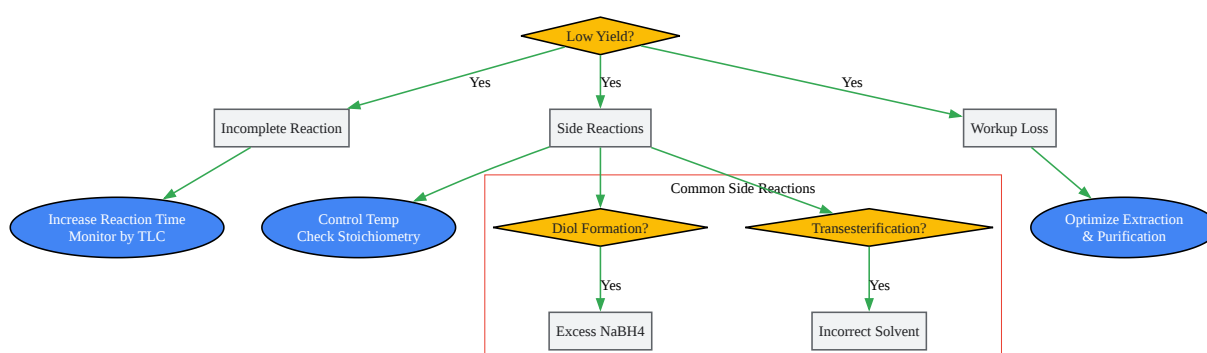 Low Yield?
Yes
Yes
Yes
Incomplete Reaction
Side Reactions
Workup Loss
Common Side Reactions
Increase Reaction Time
Monitor by TLC
Control Temp
Check Stoichiometry
Diol Formation?
Transesterification?
Optimize Extraction
& Purification
Yes
Yes
Excess NaBH4
Incorrect Solvent